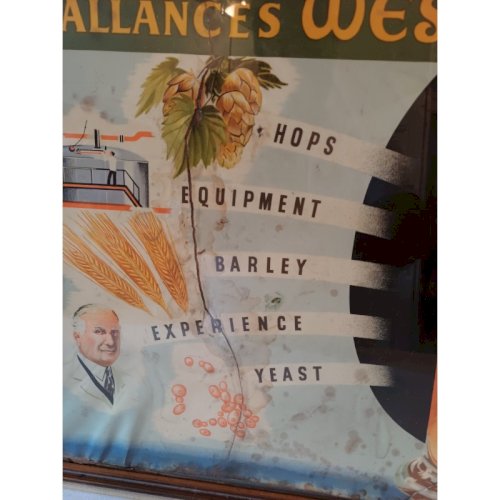 ALLANCES WES
HOPS
EQUIPMENT
BARLEY
EXPERIENCE
YEAST